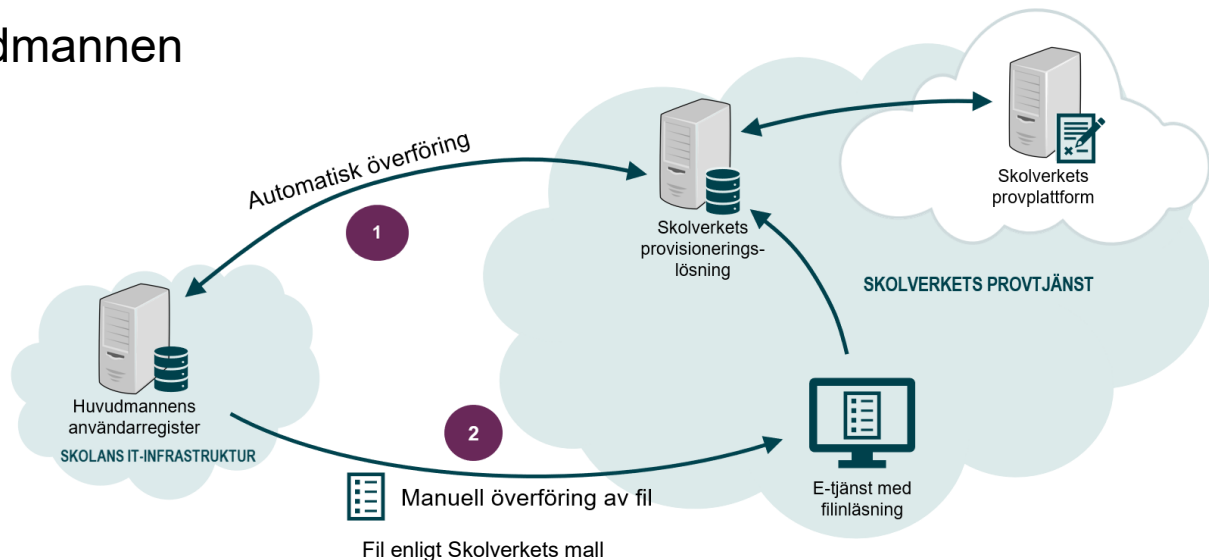 dmannen
Automatisk överföring
1
Skolverkets
provisionerings-
lösning
Skolverkets
provplattform
SKOLVERKETS PROVTJÄNST
Huvudmannens
användarregister
SKOLANS IT-INFRASTRUKTUR
2
Manuell överföring av fil
Fil enligt Skolverkets mall
E-tjänst med
filinläsning